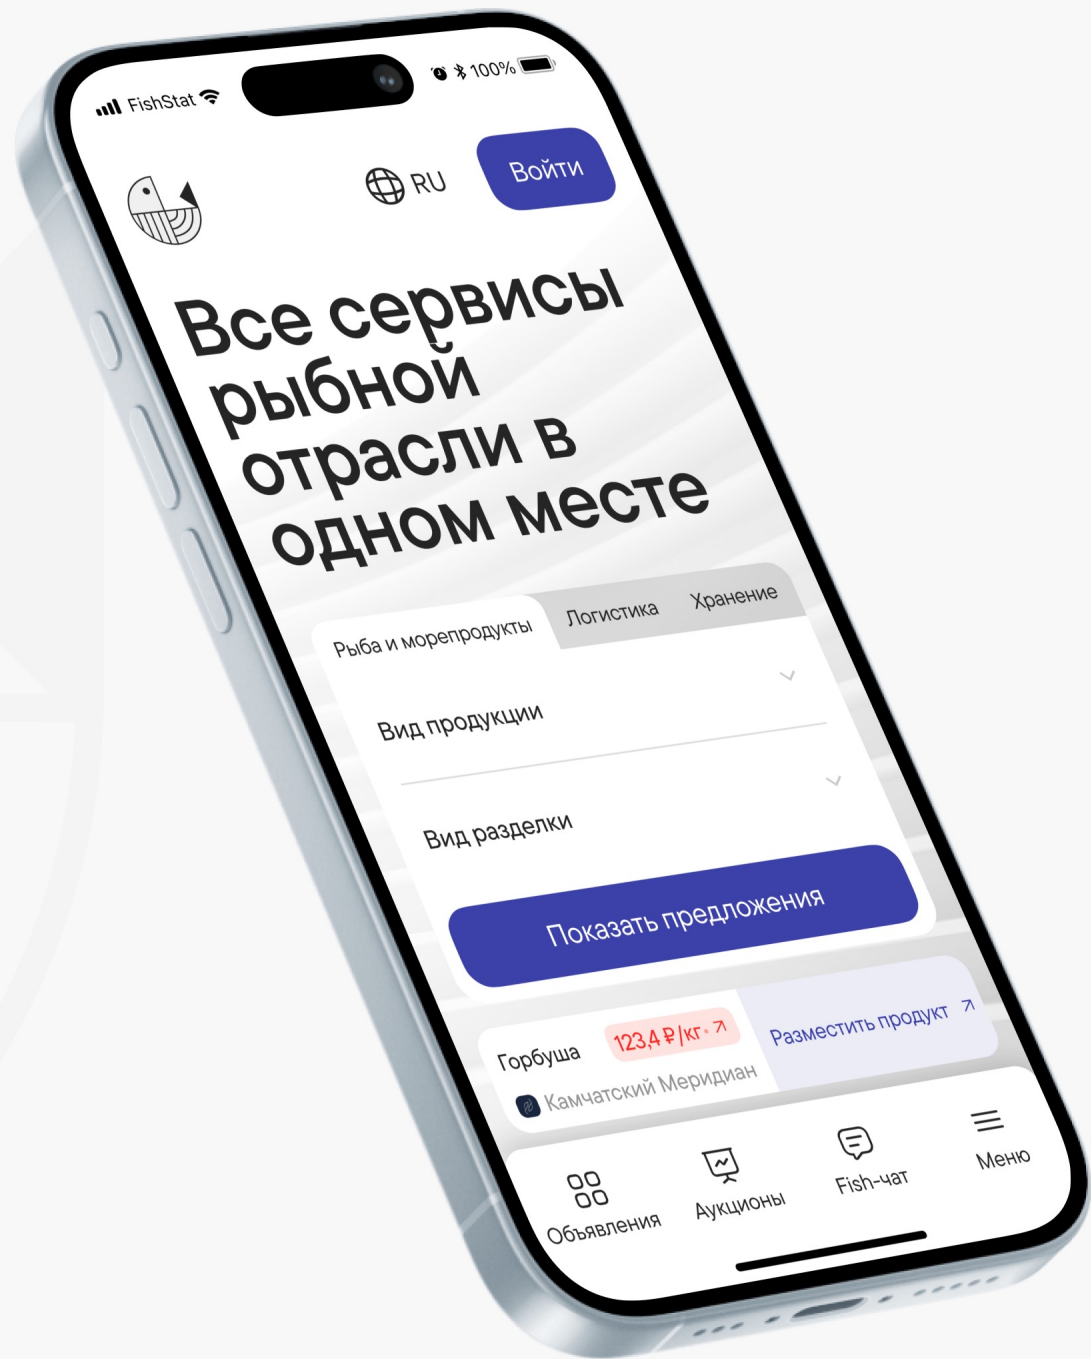 FishStat 100%
RU Войти
Все сервисы
рыбной
отрасли в
одном месте
Рыба и морепродукты Логистика Хранение
Вид продукции
Вид разделки
Показать предложения
Горбуша 123,4 ₽/кг
Разместить продукт
Камчатский Меридиан
Объявления Аукционы Fish-чат Меню